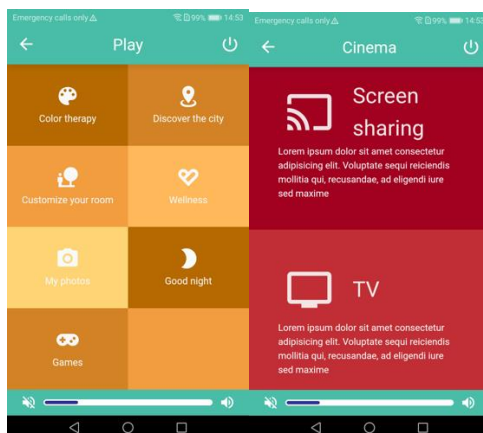 Emergency calls only
99%
14:53
Play
Color therapy
Discover the city
Customize your room
Wellness
My photos
Good night
Games
Emergency calls only
99%
14:53
Cinema
Screen
sharing
Lorem ipsum dolor sit amet consectetur
adipisicing elit. Voluptate sequi reiciendis
mollitia qui, recusandae, ad eligendi iure
sed maxime
TV
Lorem ipsum dolor sit amet consectetur
adipisicing elit. Voluptate sequi reiciendis
mollitia qui, recusandae, ad eligendi iure
sed maxime